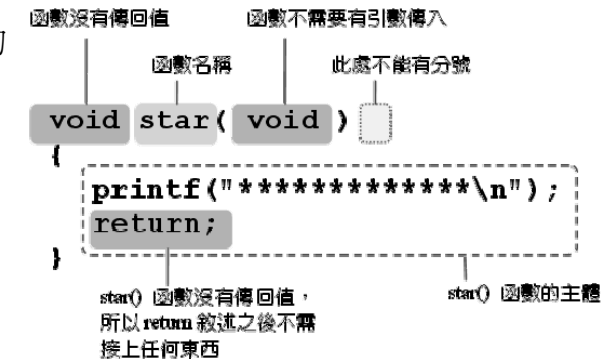 函數沒有傳回值 函數不需要有引數傳入
函數名稱 此處不能有分號
void star( void )
{
printf("*************\n");
return;
}
star() 函數沒有傳回值，
所以 return 敘述之後不需
接上任何東西
star() 函數的主體